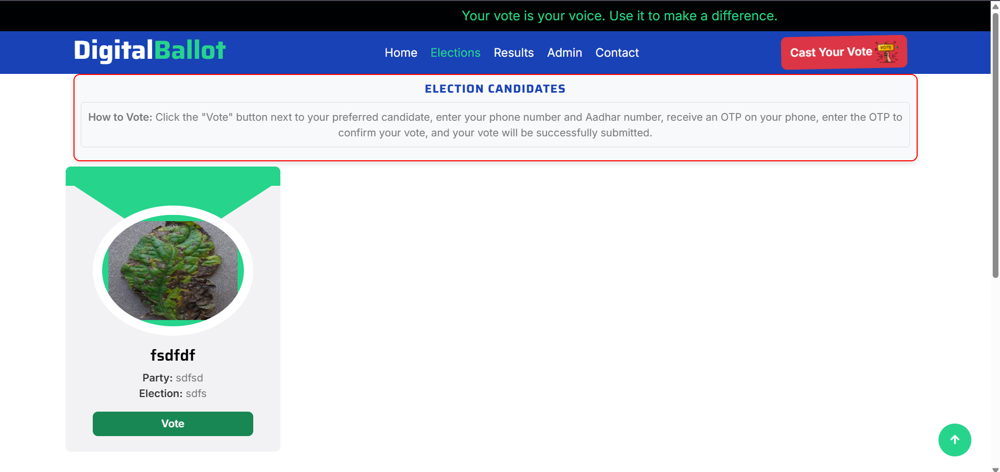 Your vote is your voice. Use it to make a difference.
DigitalBallot
Home Elections Results Admin Contact
Cast Your Vote
VOTE
ELECTION CANDIDATES
How to Vote: Click the "Vote" button next to your preferred candidate, enter your phone number and Aadhar number, receive an OTP on your phone, enter the OTP to
confirm your vote, and your vote will be successfully submitted.
fsdfdf
Party: sdfsd
Election: sdfs
Vote